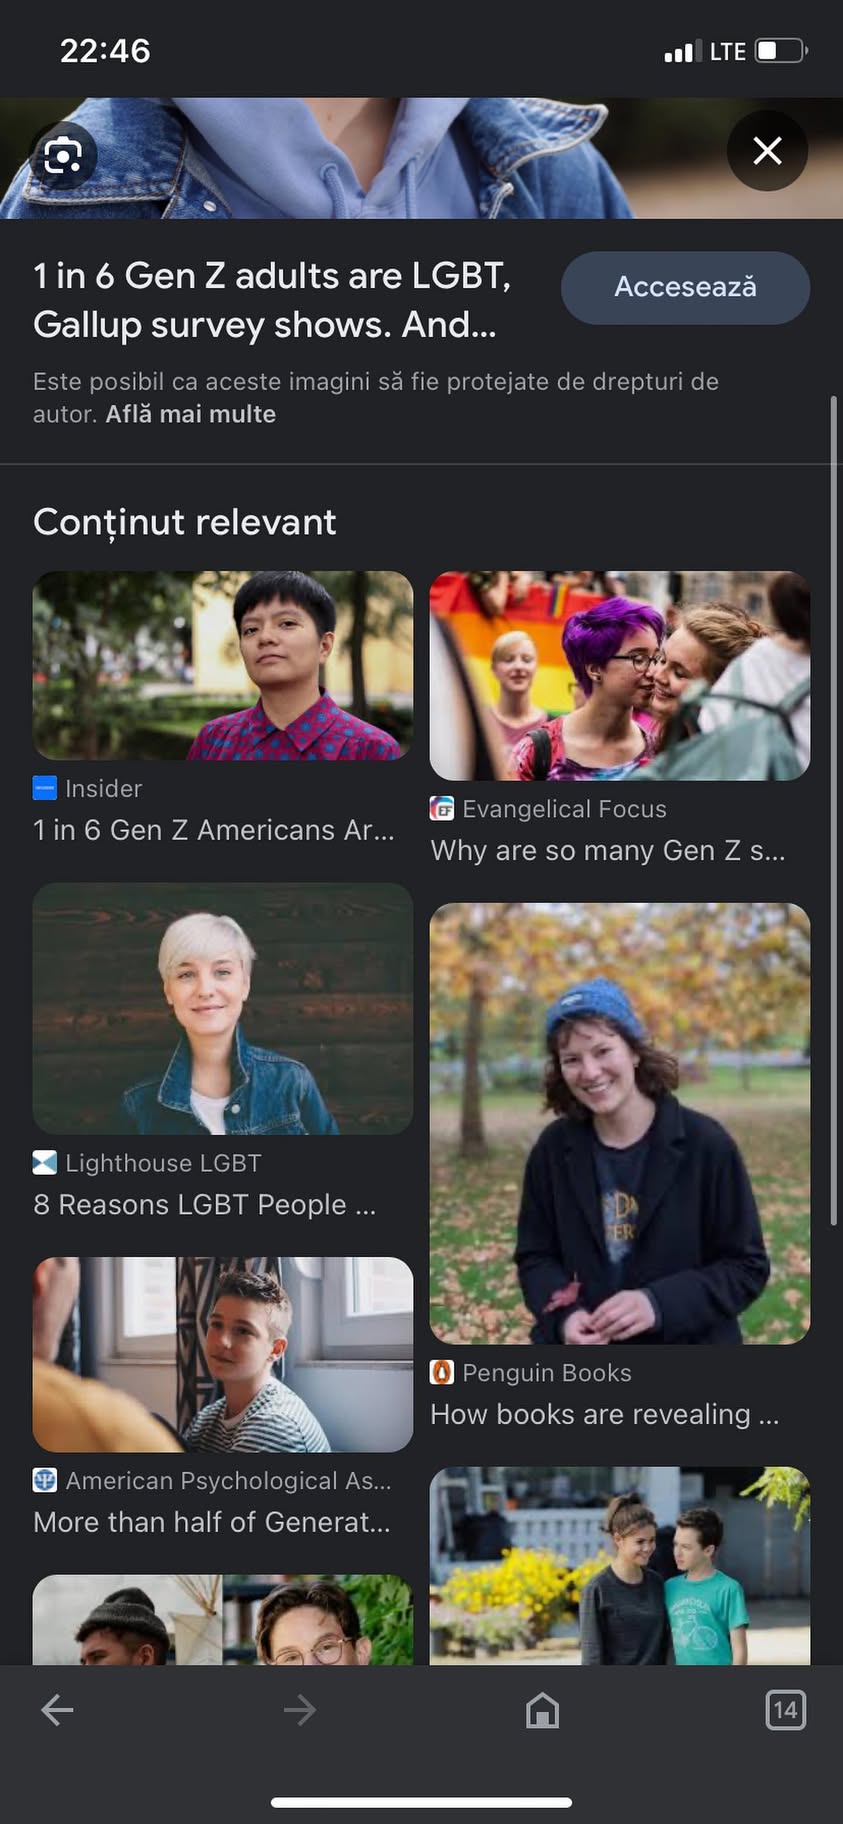 22:46
LTE
1 in 6 Gen Z adults are LGBT,
Gallup survey shows. And...
Accesează
Este posibil ca aceste imagini să fie protejate de drepturi de
autor. Află mai multe
Conținut relevant
Insider
1 in 6 Gen Z Americans Ar...
EF
Evangelical Focus
Why are so many Gen Z s...
Lighthouse LGBT
8 Reasons LGBT People ...
Penguin Books
How books are revealing ...
American Psychological As...
More than half of Generat...
14